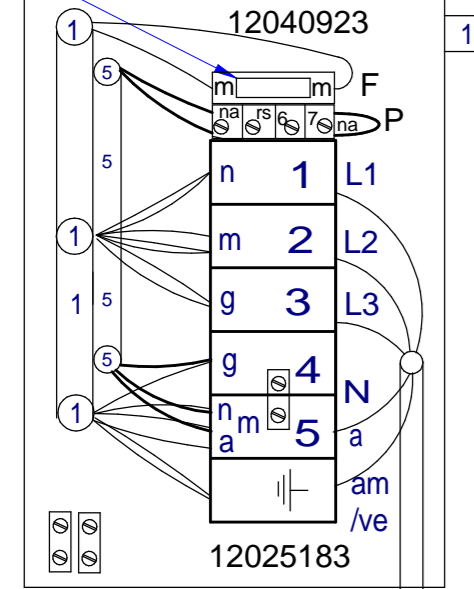 1 12040923 1
m m F
5 na rs 6 7 na P
5 n 1 L1
1 m 2 L2
1 5 g 3 L3
5 g 4 N
1 n m a 5 a
am
/ve
12025183